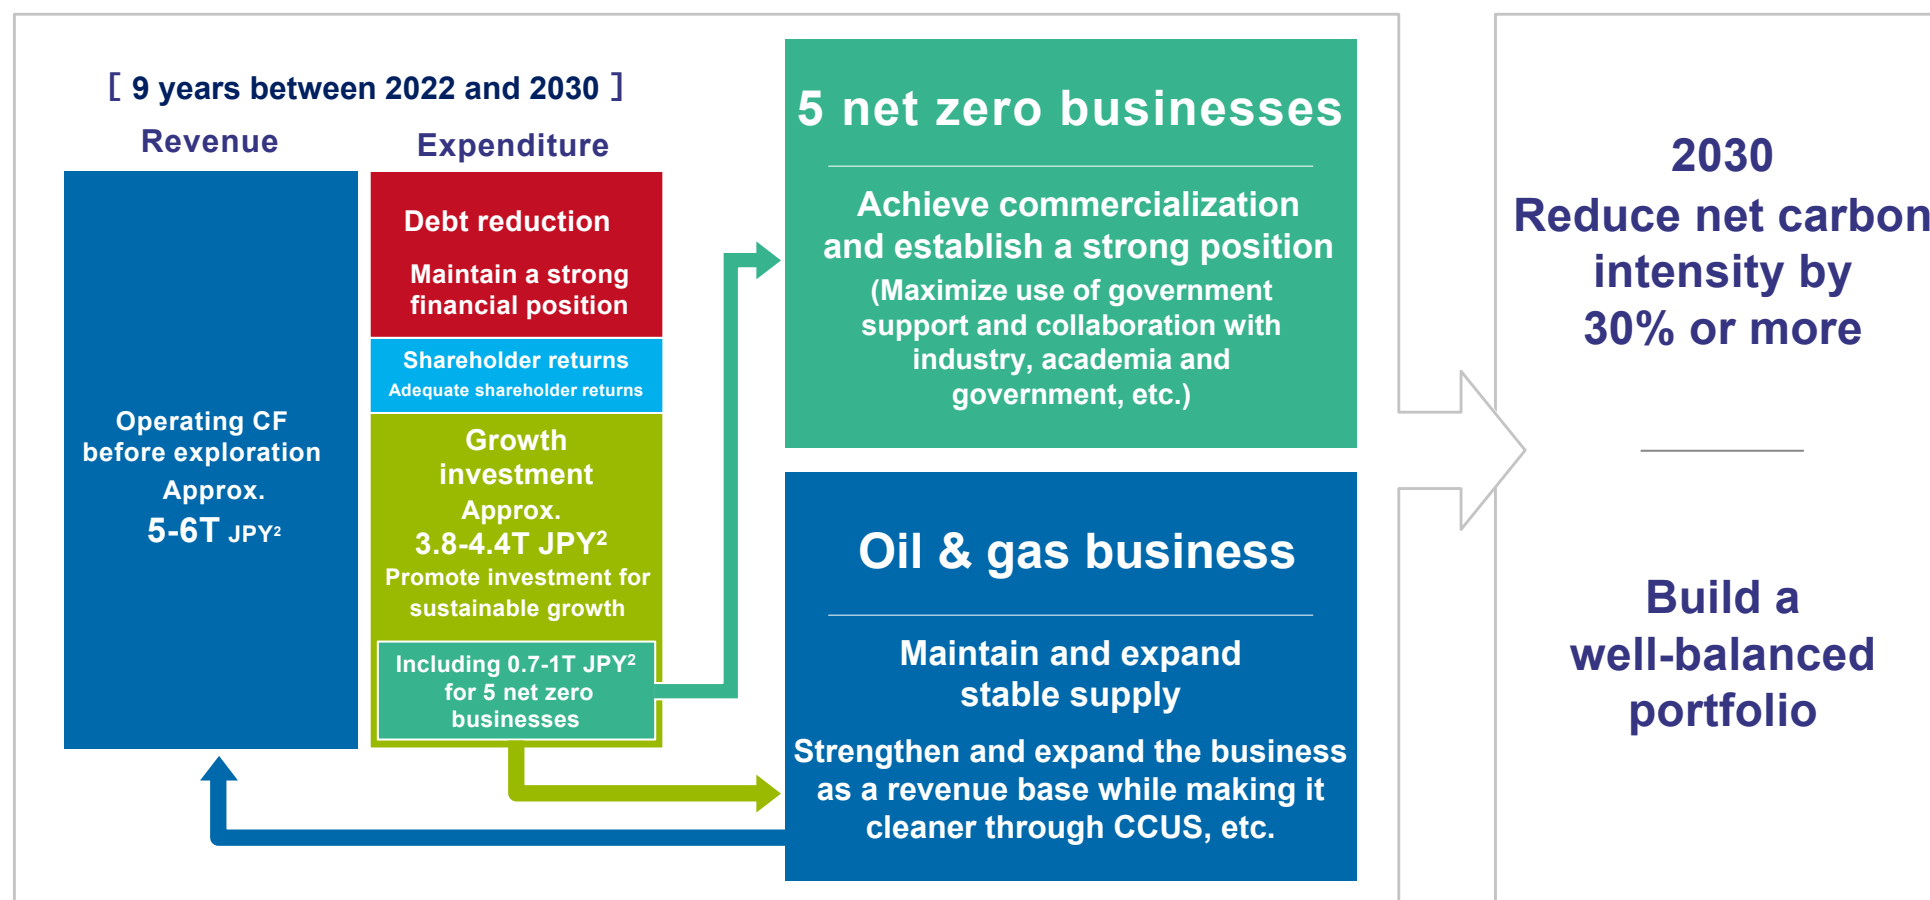 [ 9 years between 2022 and 2030 ]
Revenue
Operating CF
before exploration
Approx.
5-6T JPY²
Expenditure
Debt reduction
Maintain a strong
financial position
Shareholder returns
Adequate shareholder returns
Growth
investment
Approx.
3.8-4.4T JPY²
Promote investment for
sustainable growth
Including 0.7-1T JPY²
for 5 net zero
businesses
5 net zero businesses
Achieve commercialization
and establish a strong position
(Maximize use of government
support and collaboration with
industry, academia and
government, etc.)
Oil & gas business
Maintain and expand
stable supply
Strengthen and expand the business
as a revenue base while making it
cleaner through CCUS, etc.
2030
Reduce net carbon
intensity by
30% or more
Build a
well-balanced
portfolio